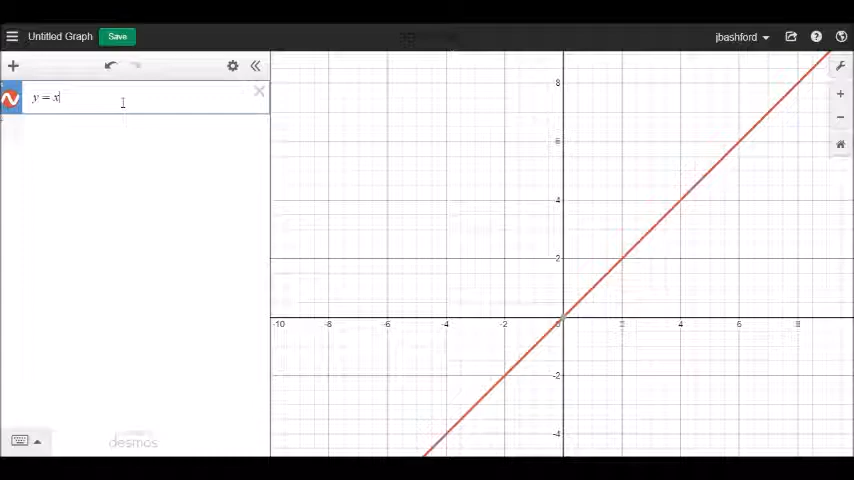 Untitled Graph Save jbashford
y = x
8
6
4
2
-10 -8 -6 -4 -2 0 2 4 6 8
-2
-4
desmos